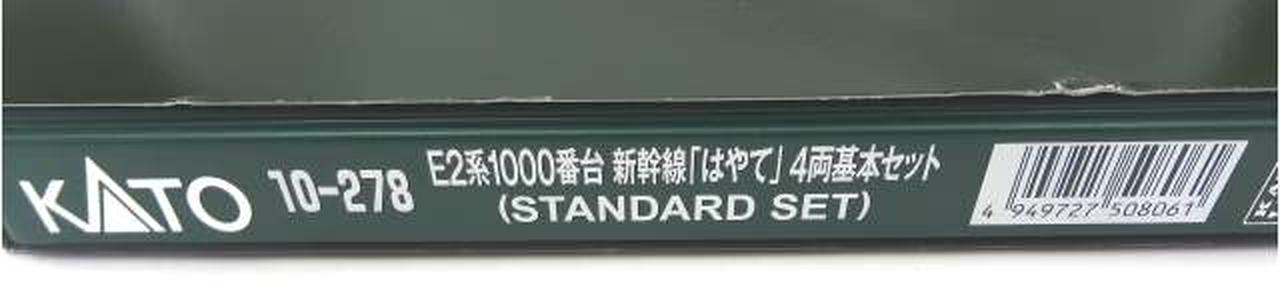 KATO 10-278 E2系1000番台 新幹線「はやて」 4両基本セット
(STANDARD SET)
4 949727 508061